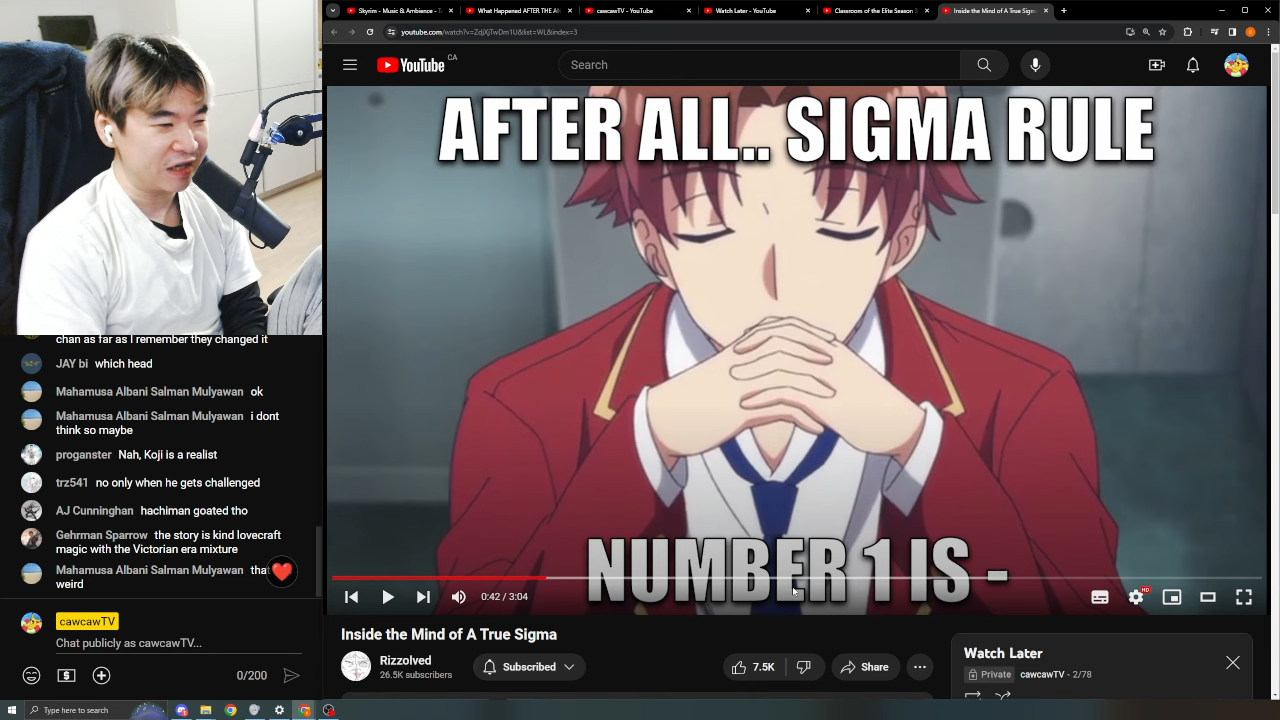 Skyrim - Music & Ambience - T
What Happened AFTER THE AN
cawcawTV - YouTube
Watch Later - YouTube
Classroom of the Elite Season 3
Inside the Mind of A True Sigm
youtube.com/watch?v=ZdjXjTwDm1U&list=WL&index=3
YouTube CA
Search
AFTER ALL.. SIGMA RULE
NUMBER 1 IS -
0:42 / 3:04
HD
Inside the Mind of A True Sigma
Rizzolved
26.5K subscribers
Subscribed
7.5K
Share
Watch Later
Private cawcawTV - 2/78
chan as far as I remember they changed it
JAY bi which head
Mahamusa Albani Salman Mulyawan ok
Mahamusa Albani Salman Mulyawan i dont
think so maybe
proganster Nah, Koji is a realist
trz541 no only when he gets challenged
AJ Cunningham hachiman goated tho
Gehrman Sparrow the story is kind lovecraft
magic with the Victorian era mixture
Mahamusa Albani Salman Mulyawan that
weird
cawcawTV
Chat publicly as cawcawTV...
0/200
Type here to search